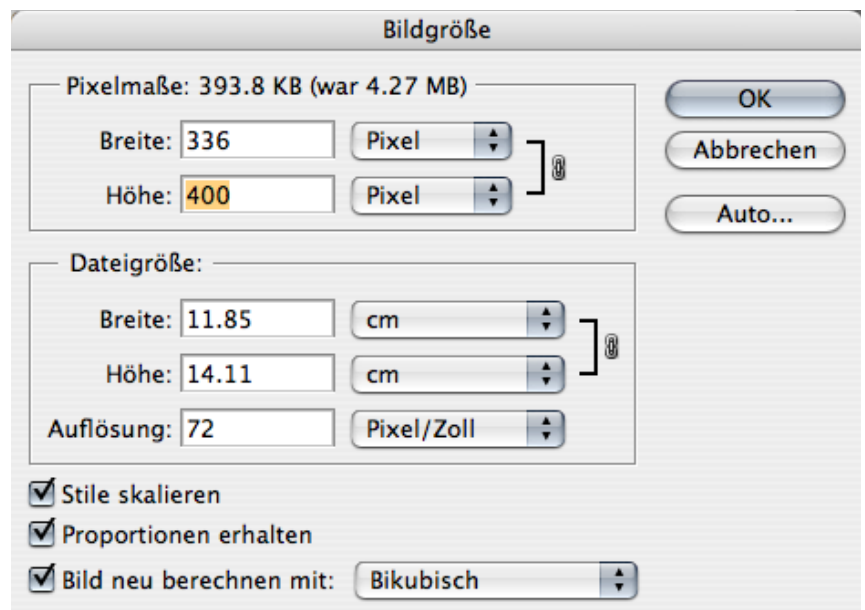 Bildgröße
Pixelmaße: 393.8 KB (war 4.27 MB)
Breite: 336 Pixel
Höhe: 400 Pixel
OK
Abbrechen
Auto...
Dateigröße:
Breite: 11.85 cm
Höhe: 14.11 cm
Auflösung: 72 Pixel/Zoll
Stile skalieren
Proportionen erhalten
Bild neu berechnen mit: Bikubisch